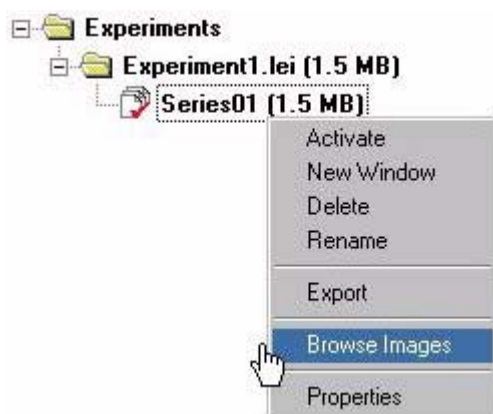 Experiments
Experiment1.lei (1.5 MB)
Series01 (1.5 MB)
Activate
New Window
Delete
Rename
Export
Browse Images
Properties